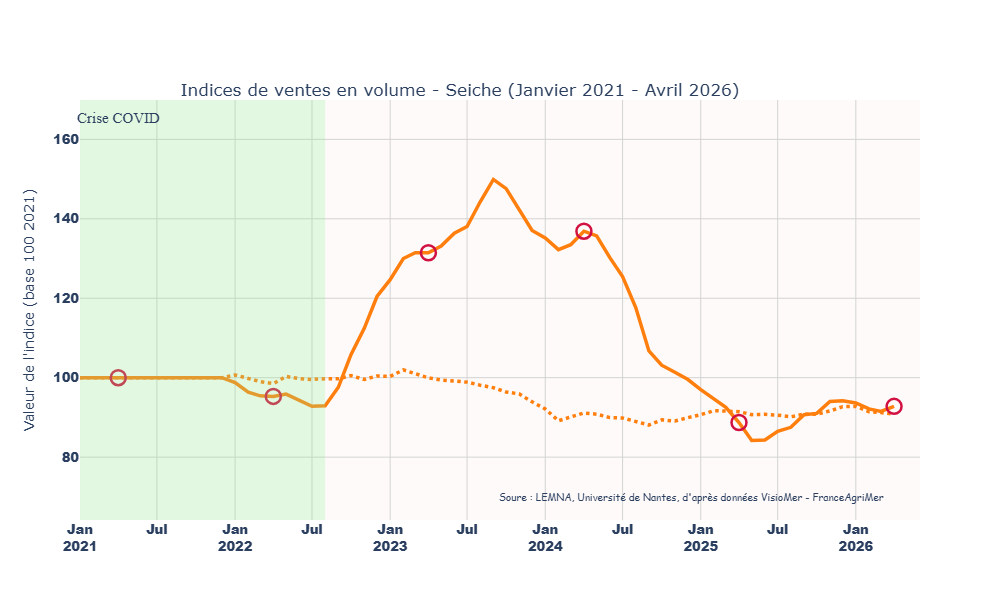 Indices de ventes en volume - Seiche (Janvier 2021 - Avril 2026)
Crise COVID
Valeur de l'indice (base 100 2021)
160
140
120
100
80
Soure : LEMNA, Université de Nantes, d'après données VisioMer - FranceAgriMer
Jan Jul Jan Jul Jan Jul Jan Jul Jan Jul Jan
2021 2022 2023 2024 2025 2026